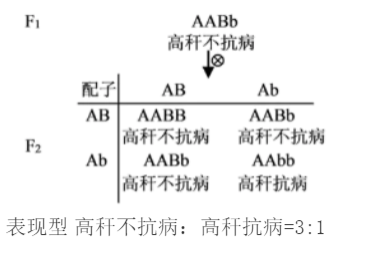 F₁ AABb
高秆不抗病
⊗
配子 AB Ab
AB AABB AABb
高秆不抗病 高秆不抗病
F₂
Ab AABb AAbb
高秆不抗病 高秆抗病
表现型 高秆不抗病：高秆抗病=3:1